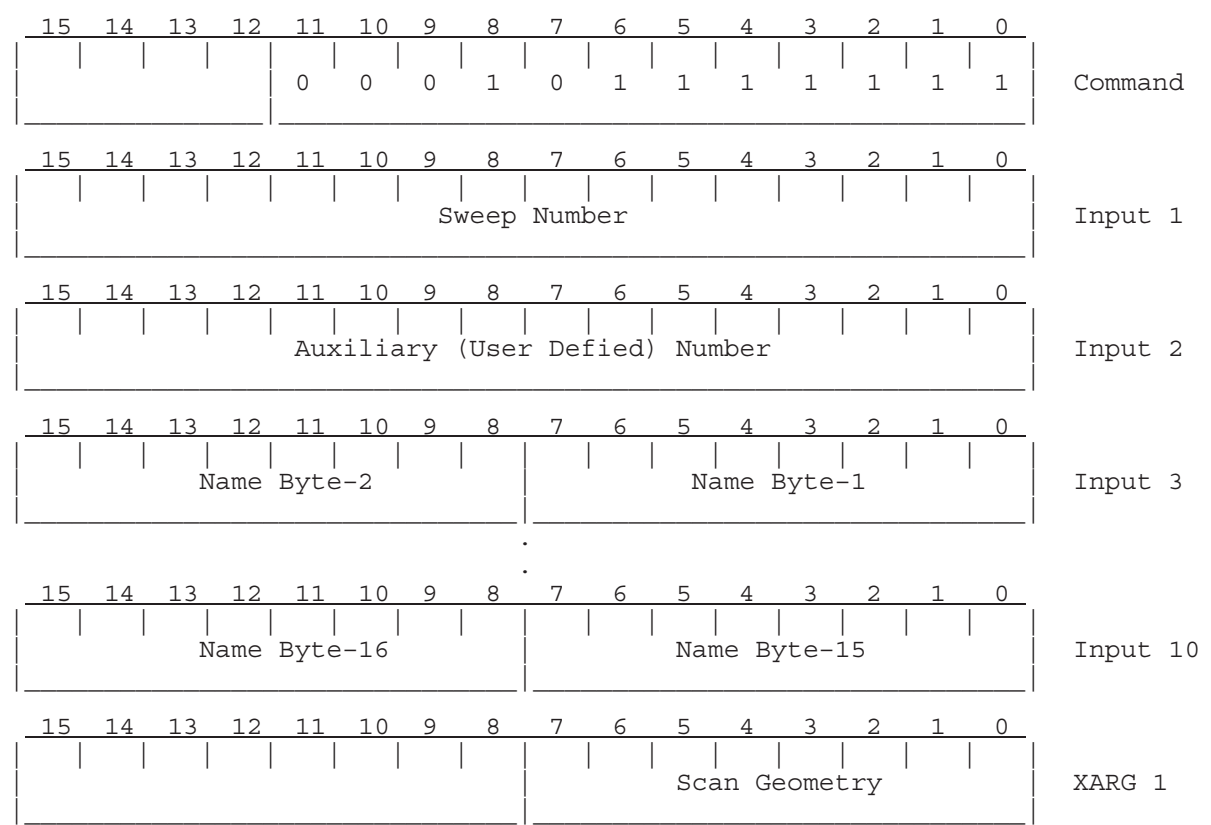 15 14 13 12 11 10 9 8 7 6 5 4 3 2 1 0
0 0 0 1 0 1 1 1 1 1 1 1 Command
15 14 13 12 11 10 9 8 7 6 5 4 3 2 1 0
Sweep Number Input 1
15 14 13 12 11 10 9 8 7 6 5 4 3 2 1 0
Auxiliary (User Defied) Number Input 2
15 14 13 12 11 10 9 8 7 6 5 4 3 2 1 0
Name Byte-2 Name Byte-1 Input 3
.
.
15 14 13 12 11 10 9 8 7 6 5 4 3 2 1 0
Name Byte-16 Name Byte-15 Input 10
15 14 13 12 11 10 9 8 7 6 5 4 3 2 1 0
Scan Geometry XARG 1